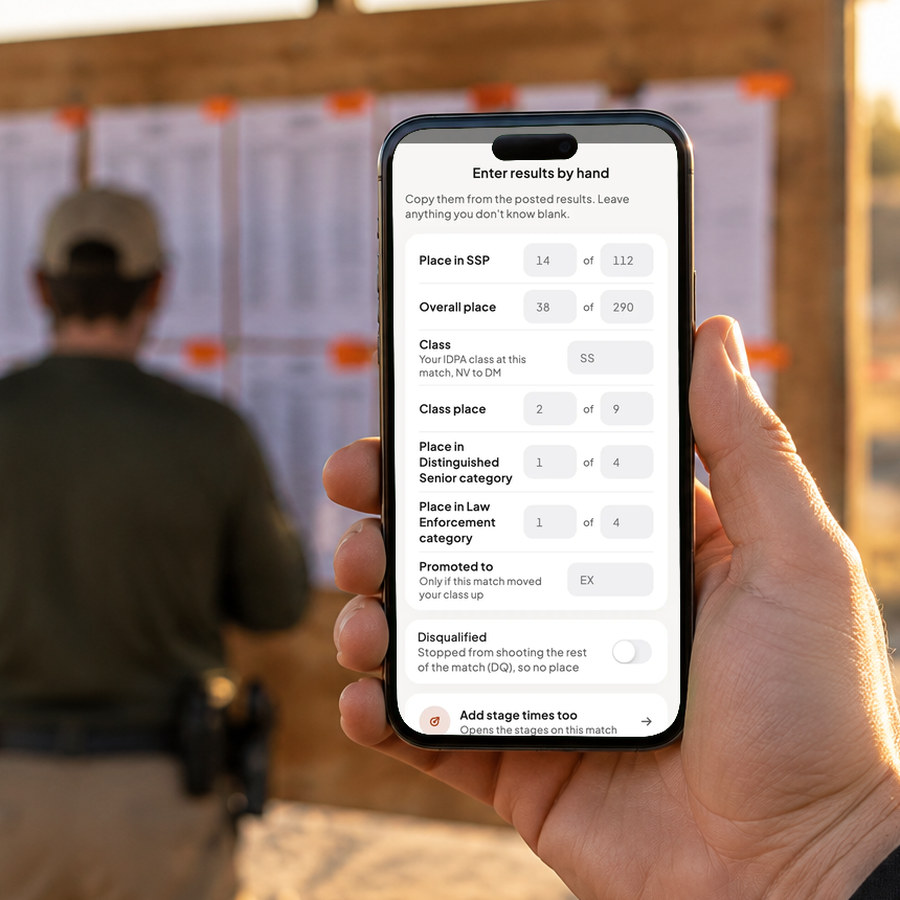 Enter results by hand
Copy them from the posted results. Leave
anything you don't know blank.
Place in SSP 14 of 112
Overall place 38 of 290
Class
Your IDPA class at this
match, NV to DM
SS
Class place 2 of 9
Place in
Distinguished
Senior category
1 of 4
Place in Law
Enforcement
category
1 of 4
Promoted to
Only if this match moved
your class up
EX
Disqualified
Stopped from shooting the rest
of the match (DQ), so no place
Add stage times too
Opens the stages on this match